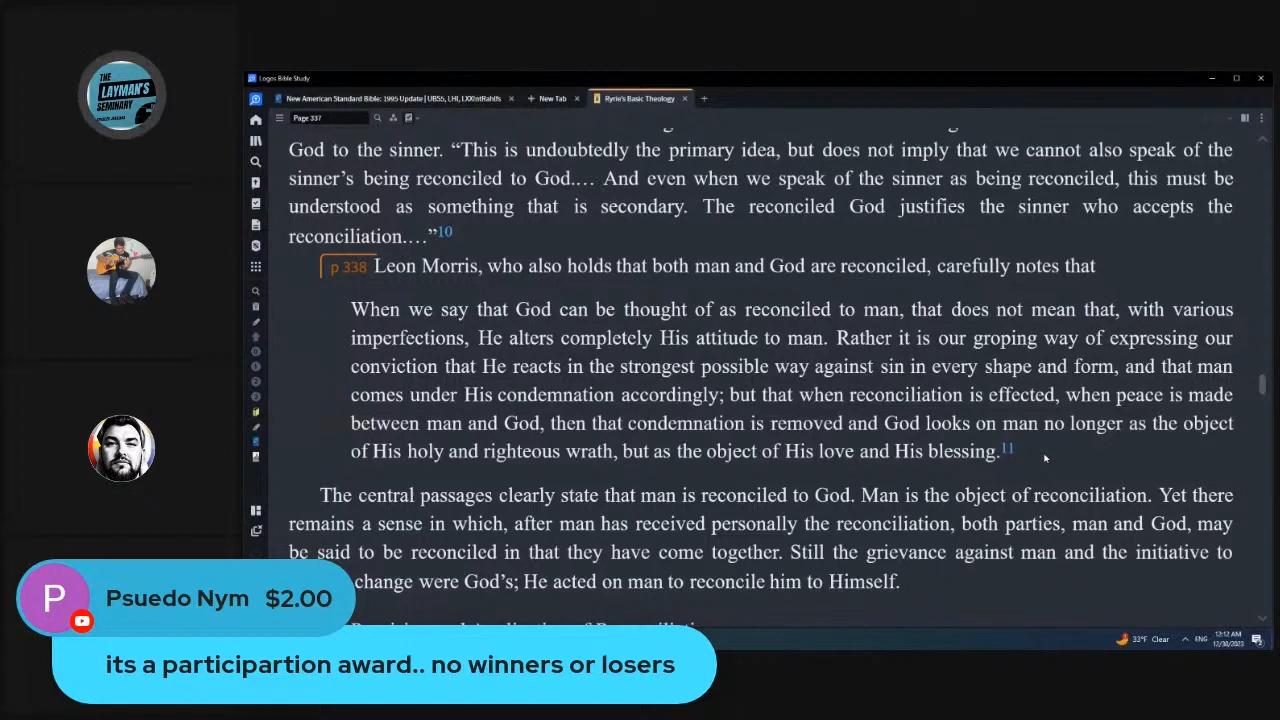 THE
LAYMAN'S
SEMINARY
Logos Bible Study
New American Standard Bible: 1995 Update | UBS5, LHI, LXXIntRahlfs
New Tab
Ryrie's Basic Theology
Page 337
God to the sinner. “This is undoubtedly the primary idea, but does not imply that we cannot also speak of the
sinner’s being reconciled to God.… And even when we speak of the sinner as being reconciled, this must be
understood as something that is secondary. The reconciled God justifies the sinner who accepts the
reconciliation.…”10
p 338 Leon Morris, who also holds that both man and God are reconciled, carefully notes that
When we say that God can be thought of as reconciled to man, that does not mean that, with various
imperfections, He alters completely His attitude to man. Rather it is our groping way of expressing our
conviction that He reacts in the strongest possible way against sin in every shape and form, and that man
comes under His condemnation accordingly; but that when reconciliation is effected, when peace is made
between man and God, then that condemnation is removed and God looks on man no longer as the object
of His holy and righteous wrath, but as the object of His love and His blessing.11
The central passages clearly state that man is reconciled to God. Man is the object of reconciliation. Yet there
remains a sense in which, after man has received personally the reconciliation, both parties, man and God, may
be said to be reconciled in that they have come together. Still the grievance against man and the initiative to
change were God’s; He acted on man to reconcile him to Himself.
P
Psuedo Nym $2.00
its a participartion award.. no winners or losers
33°F Clear
ENG
12:12 AM
12/30/2023